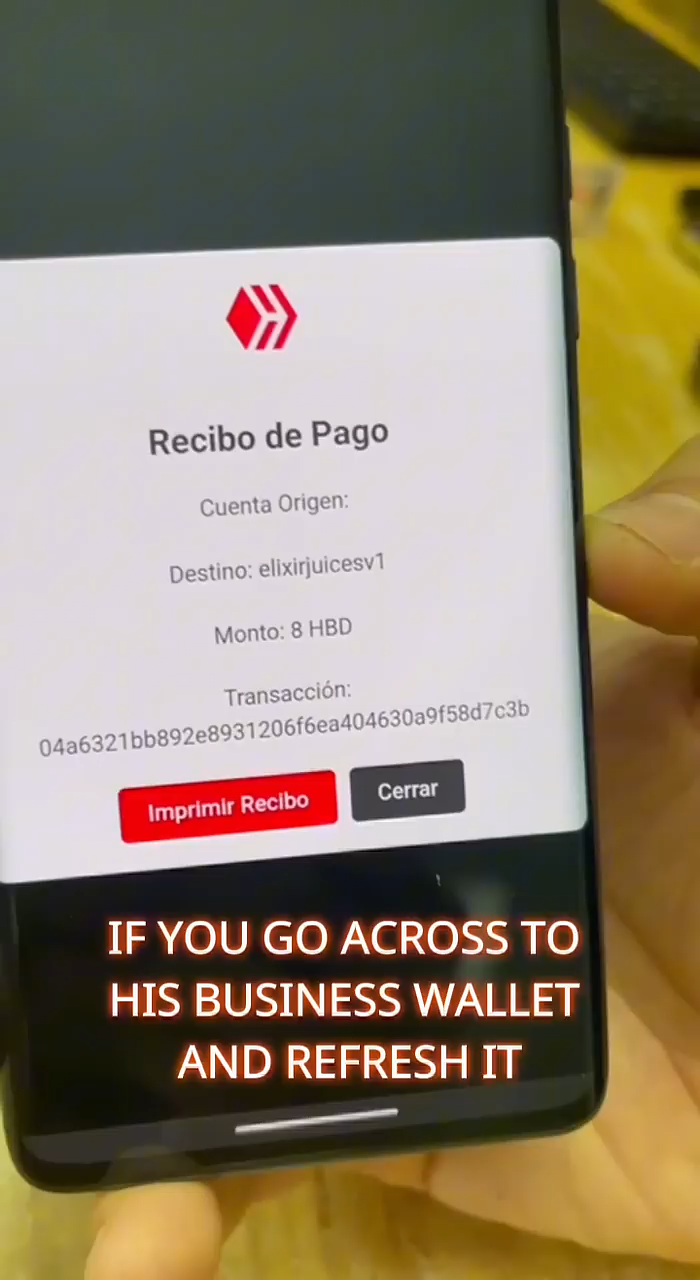 Recibo de Pago
Cuenta Origen:
Destino: elixirjuicesv1
Monto: 8 HBD
Transacción:
04a6321bb892e8931206f6ea404630a9f58d7c3b
Imprimir Recibo
Cerrar
IF YOU GO ACROSS TO
HIS BUSINESS WALLET
AND REFRESH IT